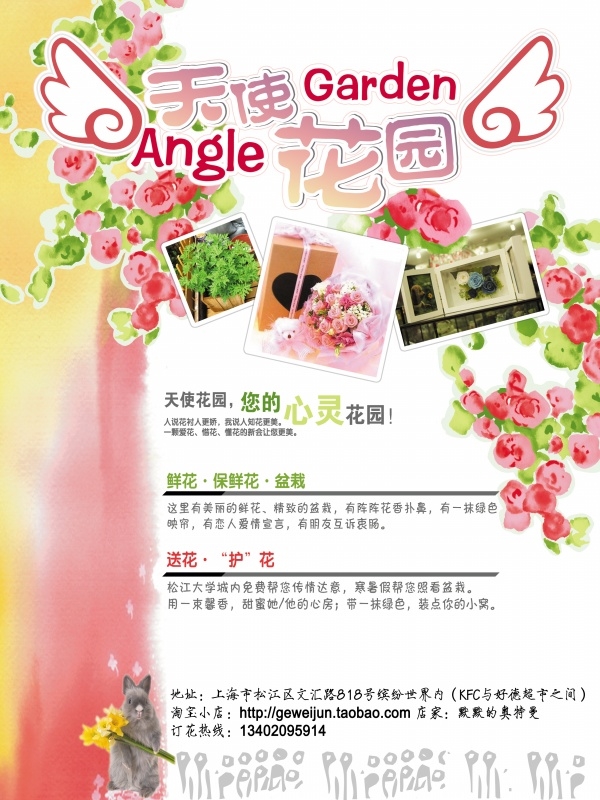 天使 Garden
Angle 花园
天使花园，您的心灵花园！
人说花衬人更娇，我说人知花更美。
一颗爱花、惜花、懂花的新会让您更美。
鲜花·保鲜花·盆栽
这里有美丽的鲜花、精致的盆栽，有阵阵花香扑鼻，有一抹绿色
映帘，有恋人爱情宣言，有朋友互诉衷肠。
送花·“护”花
松江大学城内免费帮您传情达意，寒暑假帮您照看盆栽。
用一束馨香，甜蜜她/他的心房；带一抹绿色，装点你的小窝。
地址：上海市松江区文汇路818号缤纷世界内（KFC与好德超市之间）
淘宝小店：http://geweijun.taobao.com 店家：默默的奥特曼
订花热线：13402095914